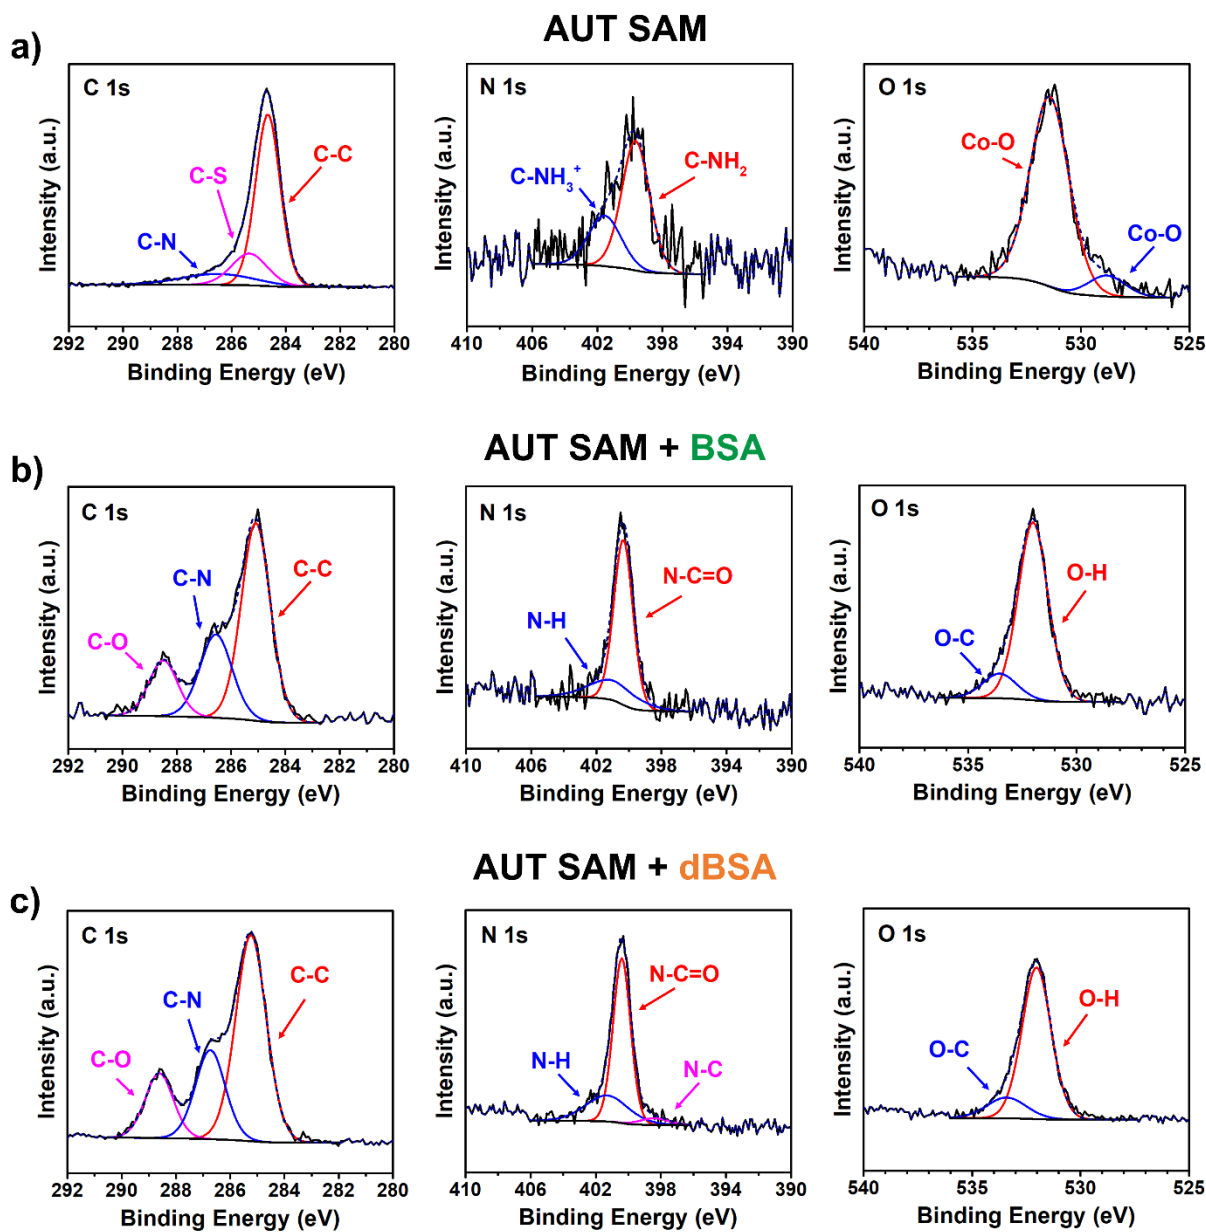 AUT SAM
a)
C 1s
C-C
C-S
C-N
Intensity (a.u.)
292 290 288 286 284 282 280
Binding Energy (eV)
N 1s
C-NH₃⁺
C-NH₂
Intensity (a.u.)
410 406 402 398 394 390
Binding Energy (eV)
O 1s
Co-O
Co-O
Intensity (a.u.)
540 535 530 525
Binding Energy (eV)
AUT SAM + BSA
b)
C 1s
C-C
C-N
C-O
Intensity (a.u.)
292 290 288 286 284 282 280
Binding Energy (eV)
N 1s
N-C=O
N-H
Intensity (a.u.)
410 406 402 398 394 390
Binding Energy (eV)
O 1s
O-H
O-C
Intensity (a.u.)
540 535 530 525
Binding Energy (eV)
AUT SAM + dBSA
c)
C 1s
C-C
C-N
C-O
Intensity (a.u.)
292 290 288 286 284 282 280
Binding Energy (eV)
N 1s
N-C=O
N-H
N-C
Intensity (a.u.)
410 406 402 398 394 390
Binding Energy (eV)
O 1s
O-H
O-C
Intensity (a.u.)
540 535 530 525
Binding Energy (eV)